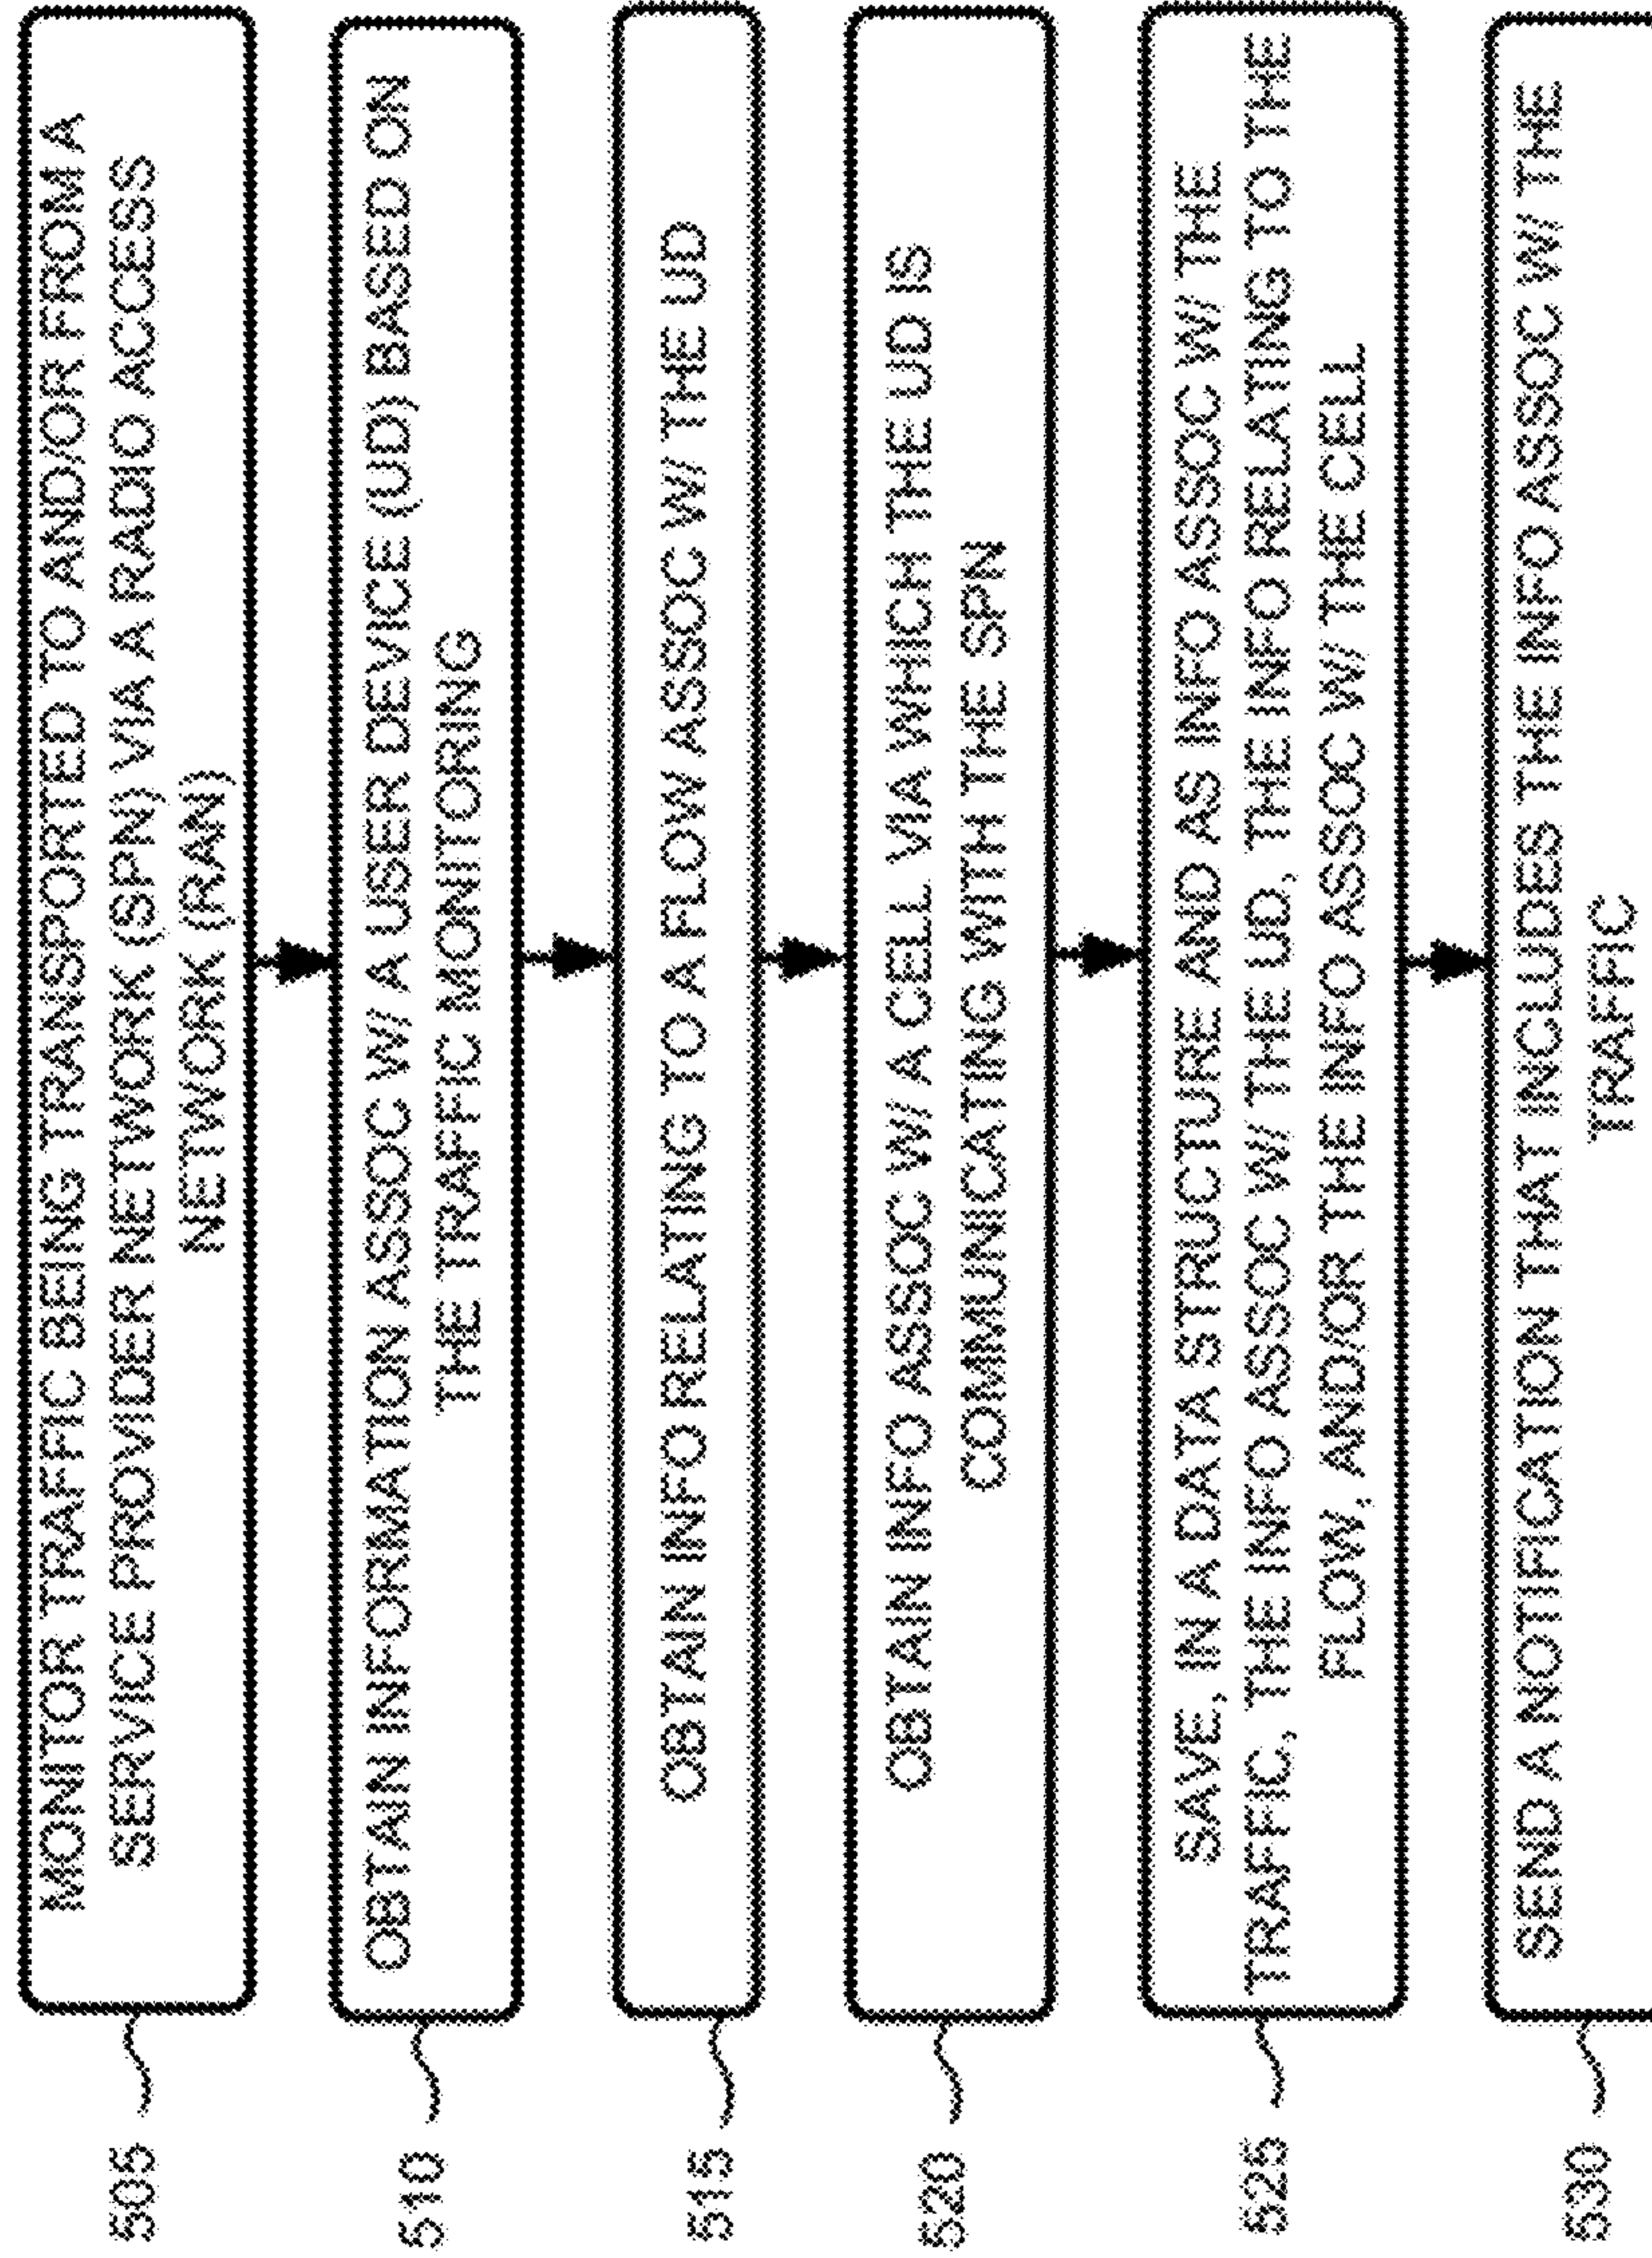 505
MONITOR TRAFFIC BEING TRANSPORTED TO AND/OR FROM A
SERVICE PROVIDER NETWORK (SPN) VIA A RADIO ACCESS
NETWORK (RAN)
510
OBTAIN INFORMATION ASSOC W/ A USER DEVICE (UD) BASED ON
THE TRAFFIC MONITORING
515
OBTAIN INFO RELATING TO A FLOW ASSOC W/ THE UD
520
OBTAIN INFO ASSOC W/ A CELL VIA WHICH THE UD IS
COMMUNICATING WITH THE SPN
525
SAVE, IN A DATA STRUCTURE AND AS INFO ASSOC W/ THE
TRAFFIC, THE INFO ASSOC W/ THE UD, THE INFO RELATING TO THE
FLOW, AND/OR THE INFO ASSOC W/ THE CELL
530
SEND A NOTIFICATION THAT INCLUDES THE INFO ASSOC W/ THE
TRAFFIC